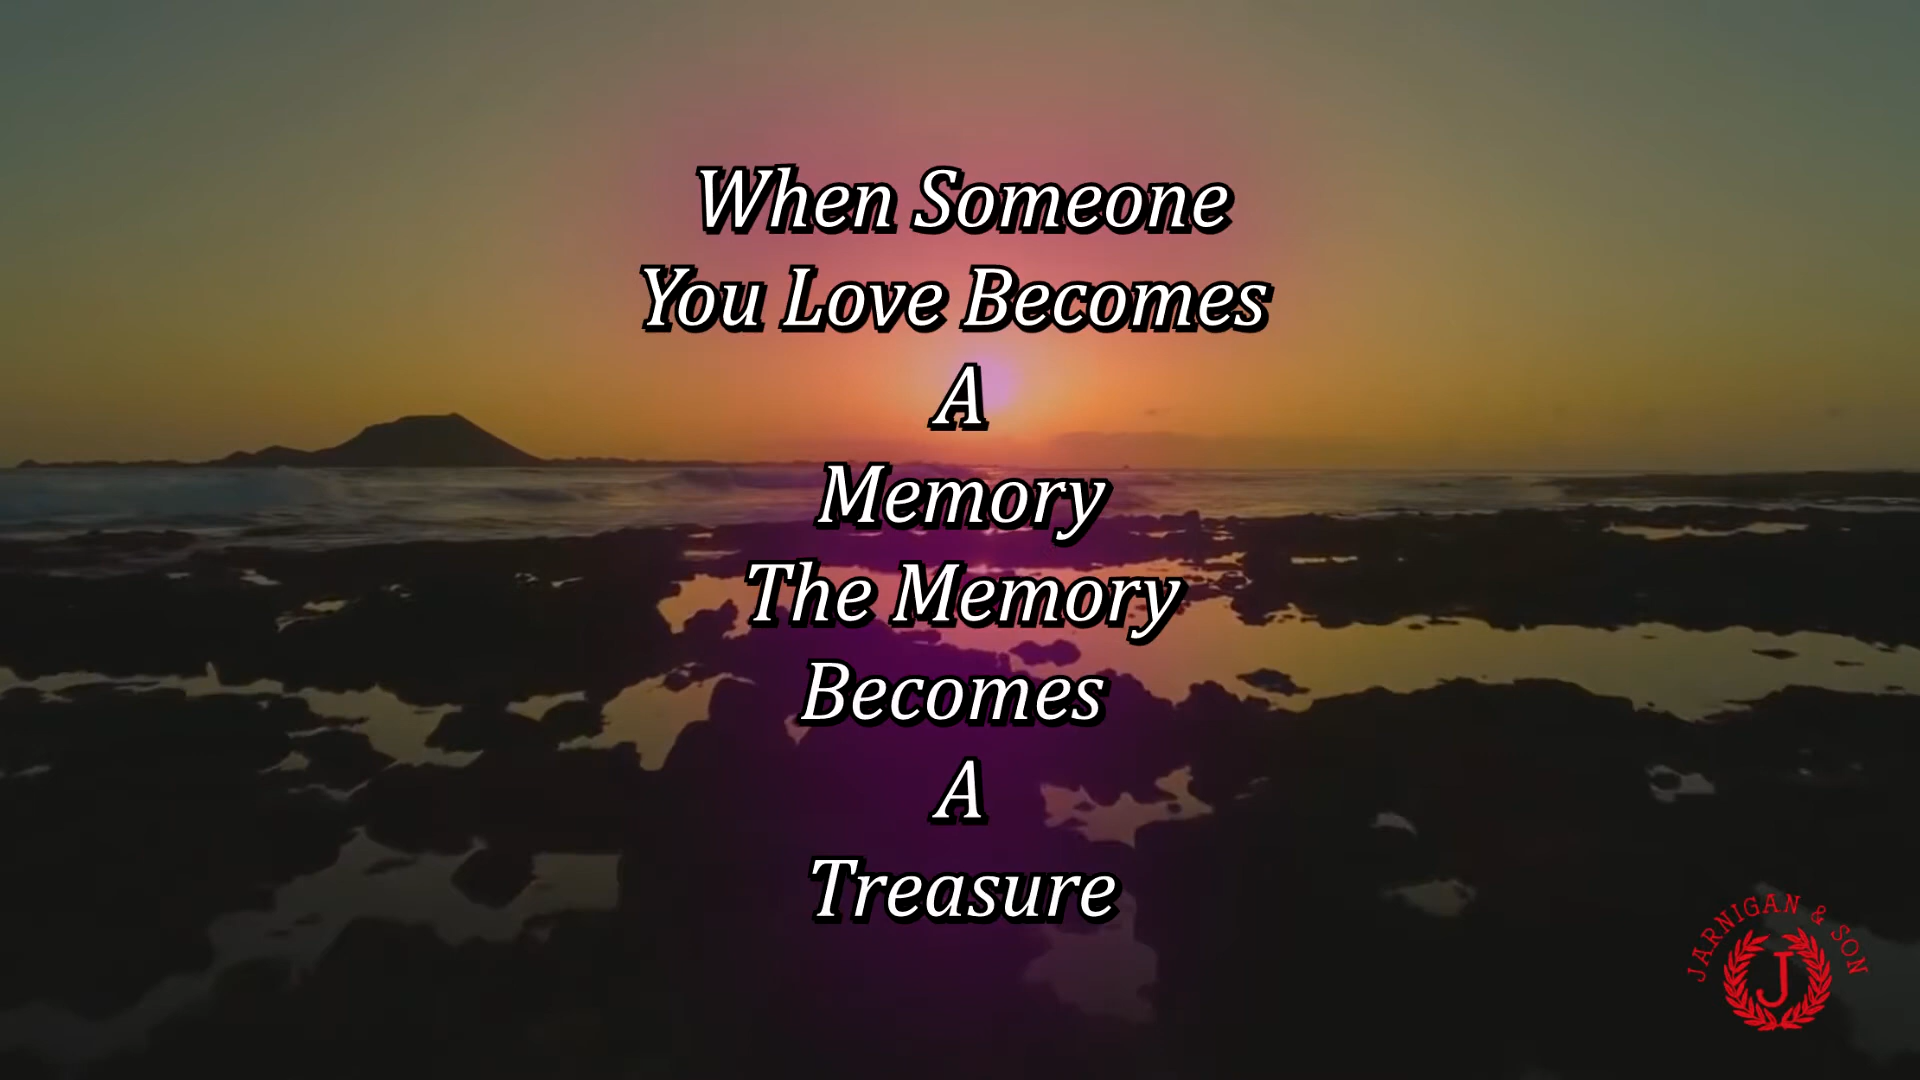 When Someone
You Love Becomes
A
Memory
The Memory
Becomes
A
Treasure
JARNIGAN & SON
J